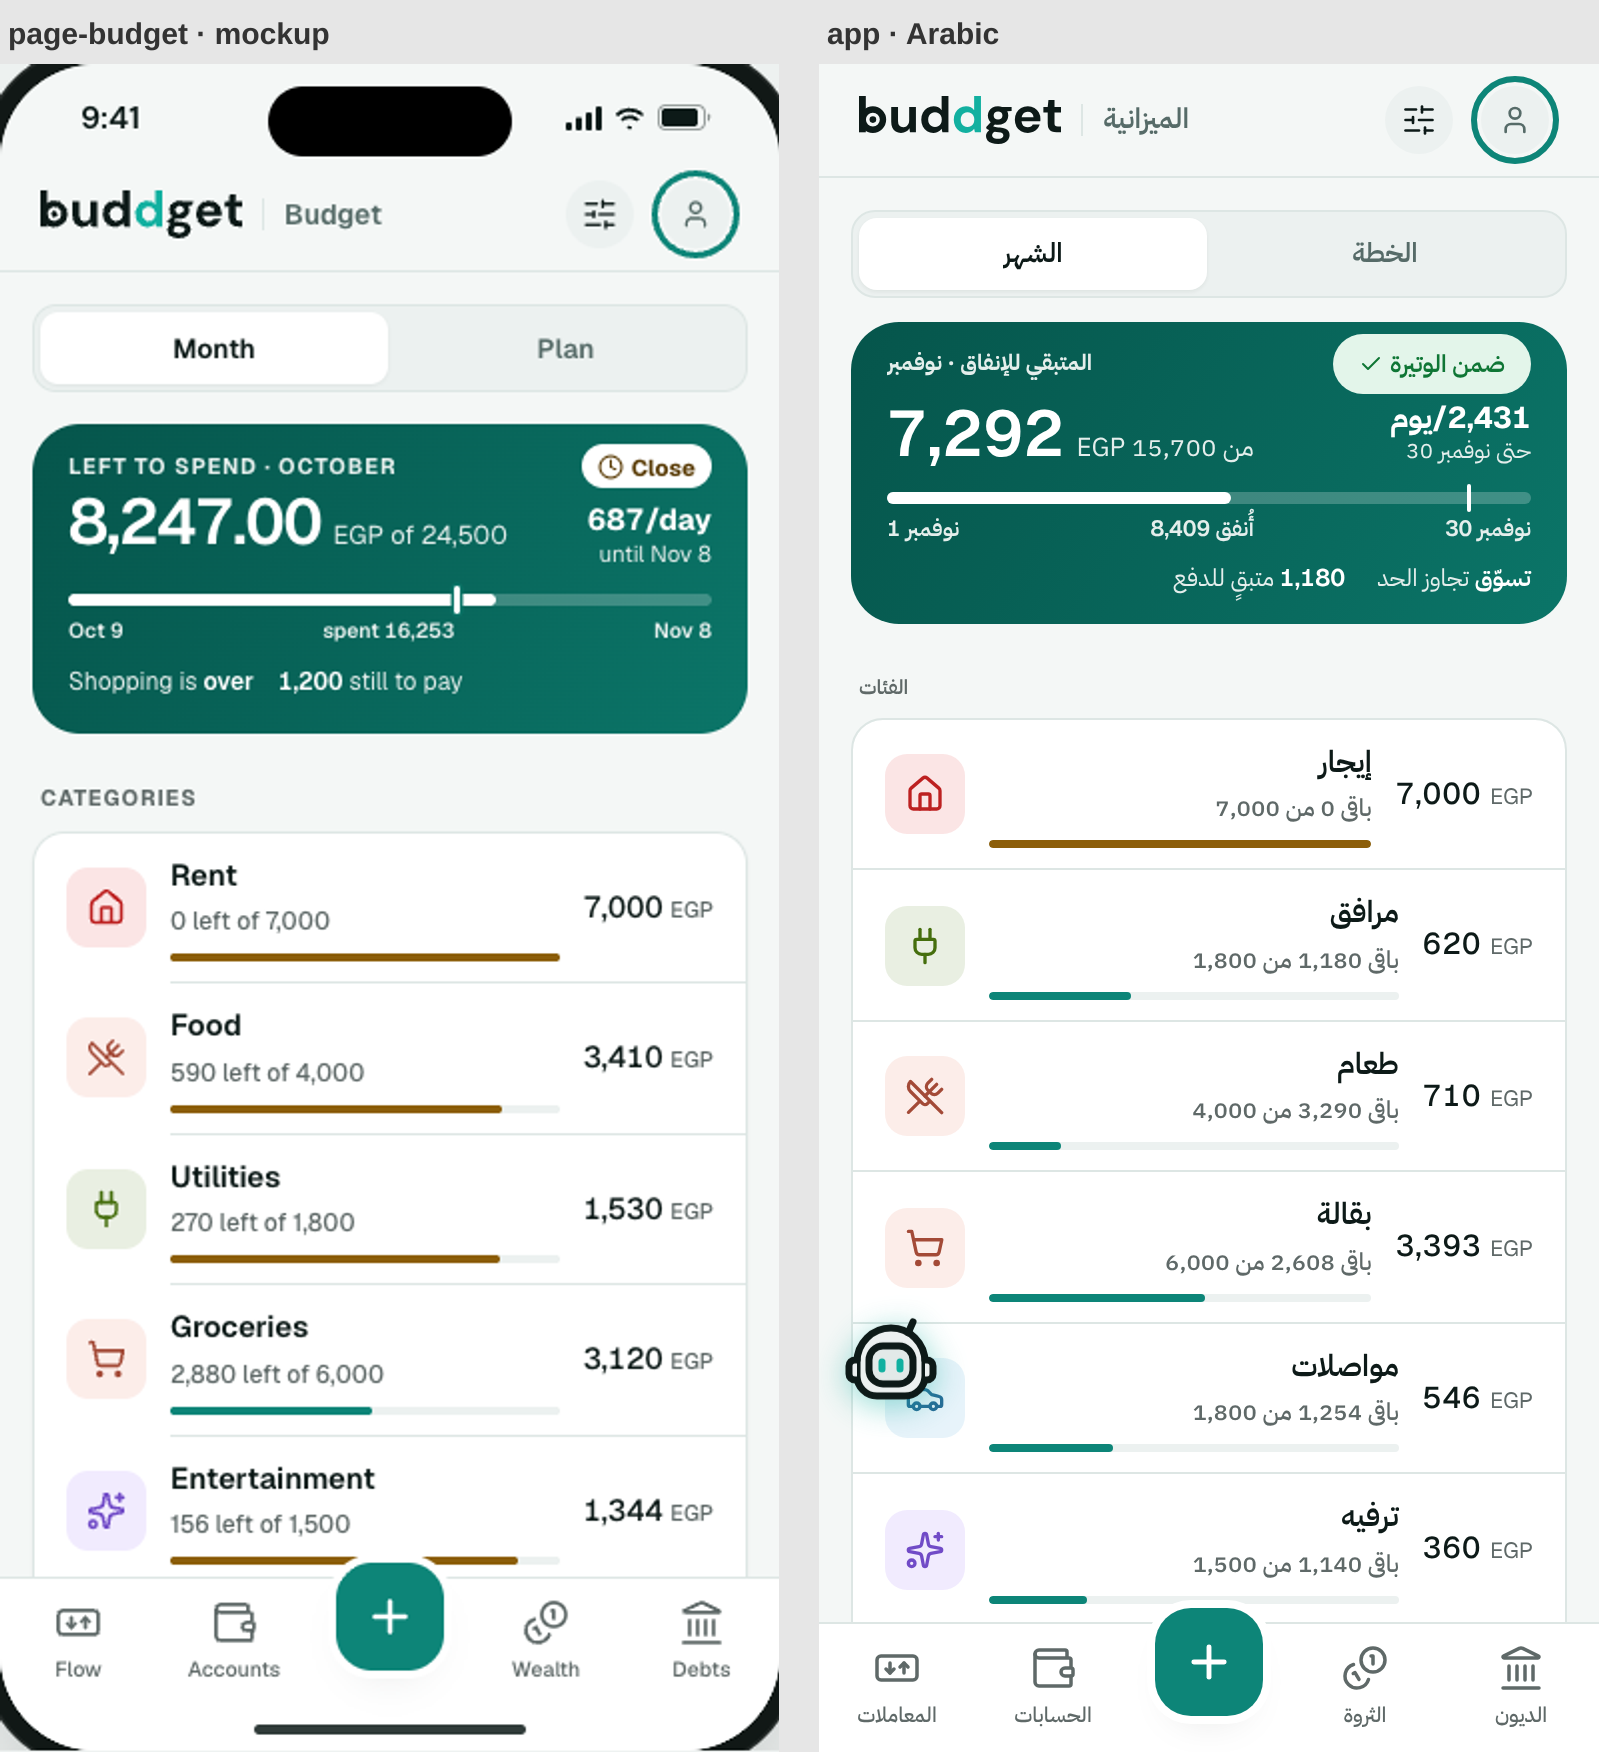 page-budget · mockup
9:41
buddget
Budget
Month
Plan
LEFT TO SPEND · OCTOBER
Close
8,247.00 EGP of 24,500
687/day
until Nov 8
Oct 9
spent 16,253
Nov 8
Shopping is over 1,200 still to pay
CATEGORIES
Rent
0 left of 7,000
7,000 EGP
Food
590 left of 4,000
3,410 EGP
Utilities
270 left of 1,800
1,530 EGP
Groceries
2,880 left of 6,000
3,120 EGP
Entertainment
156 left of 1,500
1,344 EGP
Flow
Accounts
Wealth
Debts
app · Arabic
buddget
الميزانية
الشهر
الخطة
المتبقي للإنفاق · نوفمبر
ضمن الوتيرة
7,292 EGP من 15,700
2,431/يوم
حتى نوفمبر 30
نوفمبر 1
أُنفق 8,409
نوفمبر 30
تسوّق تجاوز الحد
1,180 متبقٍ للدفع
الفئات
إيجار
باقي 0 من 7,000
7,000 EGP
مرافق
باقي 1,180 من 1,800
620 EGP
طعام
باقي 3,290 من 4,000
710 EGP
بقالة
باقي 2,608 من 6,000
3,393 EGP
مواصلات
باقي 1,254 من 1,800
546 EGP
ترفيه
باقي 1,140 من 1,500
360 EGP
المعاملات
الحسابات
الثروة
الديون